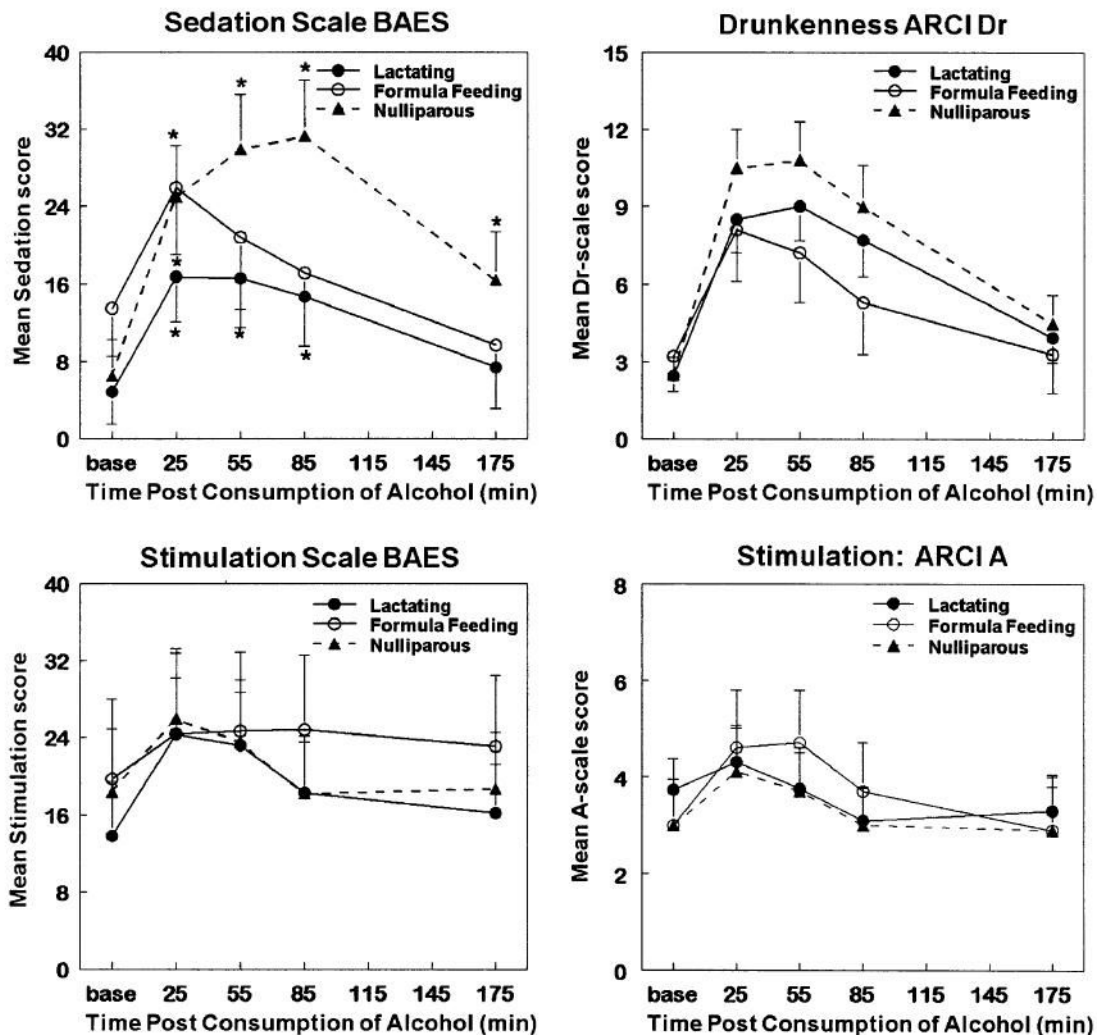 Sedation Scale BAES
40
32
24
16
8
0
Mean Sedation score
Lactating
Formula Feeding
Nulliparous
* * * * * * * *
base 25 55 85 115 145 175
Time Post Consumption of Alcohol (min)
Drunkenness ARCI Dr
15
12
9
6
3
0
Mean Dr-scale score
Lactating
Formula Feeding
Nulliparous
base 25 55 85 115 145 175
Time Post Consumption of Alcohol (min)
Stimulation Scale BAES
40
32
24
16
8
0
Mean Stimulation score
Lactating
Formula Feeding
Nulliparous
base 25 55 85 115 145 175
Time Post Consumption of Alcohol (min)
Stimulation: ARCI A
8
6
4
2
0
Mean A-scale score
Lactating
Formula Feeding
Nulliparous
base 25 55 85 115 145 175
Time Post Consumption of Alcohol (min)